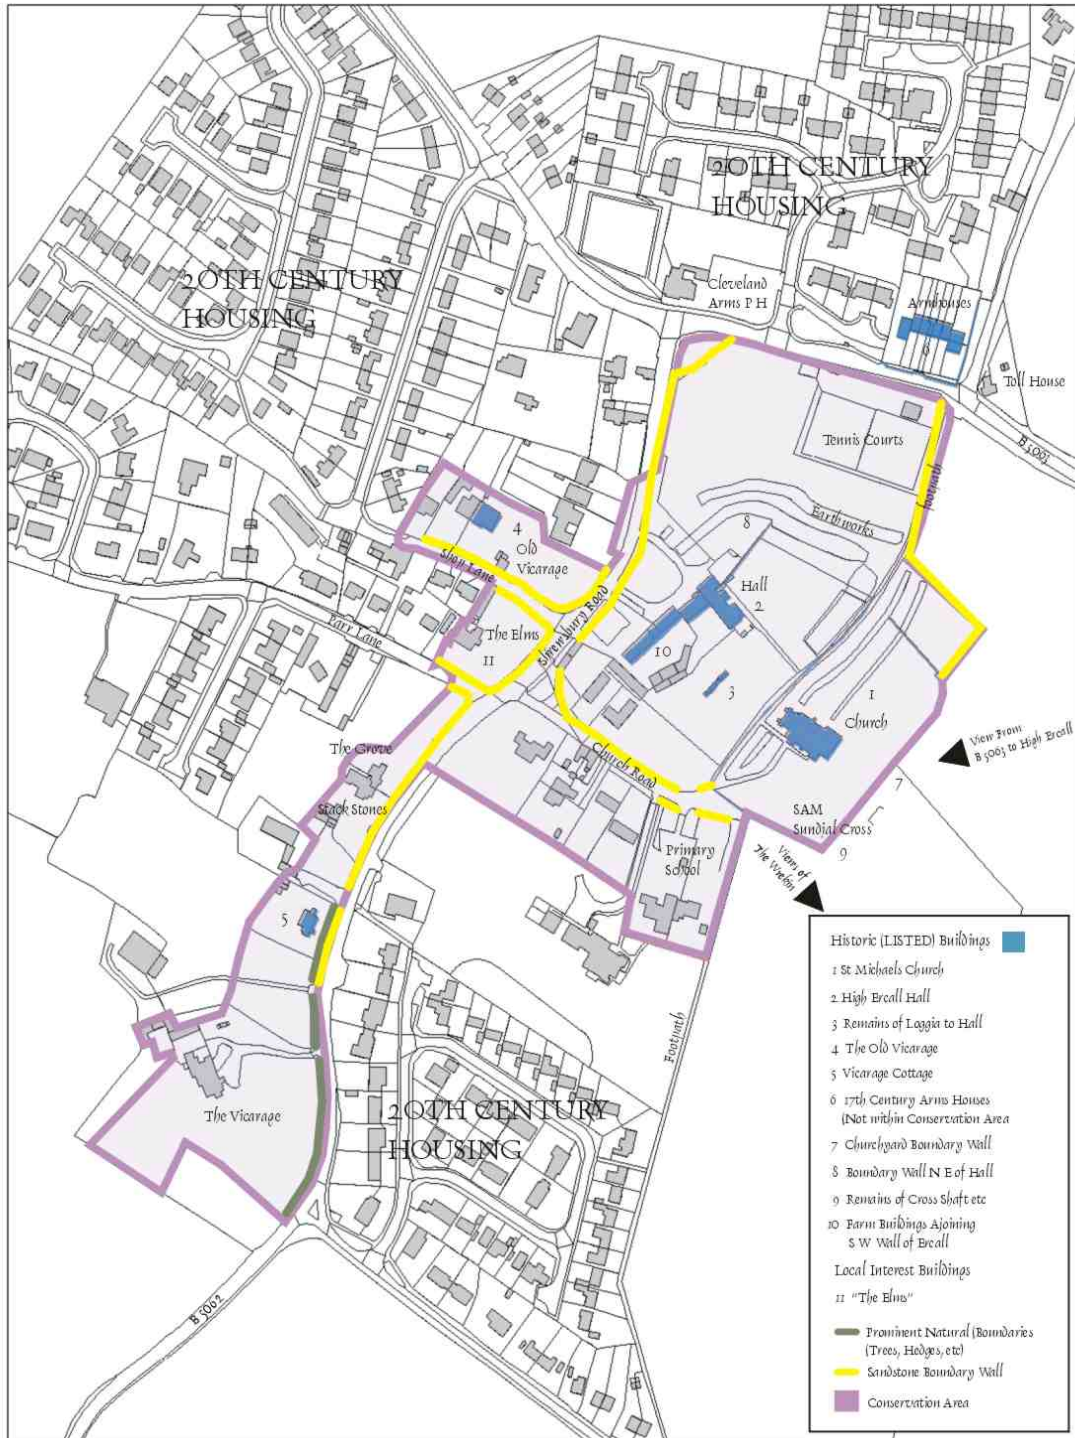 20TH CENTURY
HOUSING
20TH CENTURY
HOUSING
Cleveland
Arms P H
Armhouses
6
Toll House
B 5063
Tennis Courts
footpath
Earthworks
8
4
Old
Vicarage
Shop Lane
Hall
2
Shrewsbury Road
The Elms
11
Park Lane
10
3
1
Church
View From
B 5063 to High Ercall
The Grove
Church Road
7
Stack Stones
SAM
Sundial Cross
9
Primary
School
Views of
The Wrekin
5
Footpath
The Vicarage
20TH CENTURY
HOUSING
B 5062
Historic (LISTED) Buildings
1 St Michaels Church
2 High Ercall Hall
3 Remains of Loggia to Hall
4 The Old Vicarage
5 Vicarage Cottage
6 17th Century Arms Houses
(Not within Conservation Area
7 Churchyard Boundary Wall
8 Boundary Wall N E of Hall
9 Remains of Cross Shaft etc
10 Farm Buildings Ajoining
S W Wall of Ercall
Local Interest Buildings
11 "The Elms"
Prominent Natural (Boundaries
(Trees, Hedges, etc)
Sandstone Boundary Wall
Conservation Area